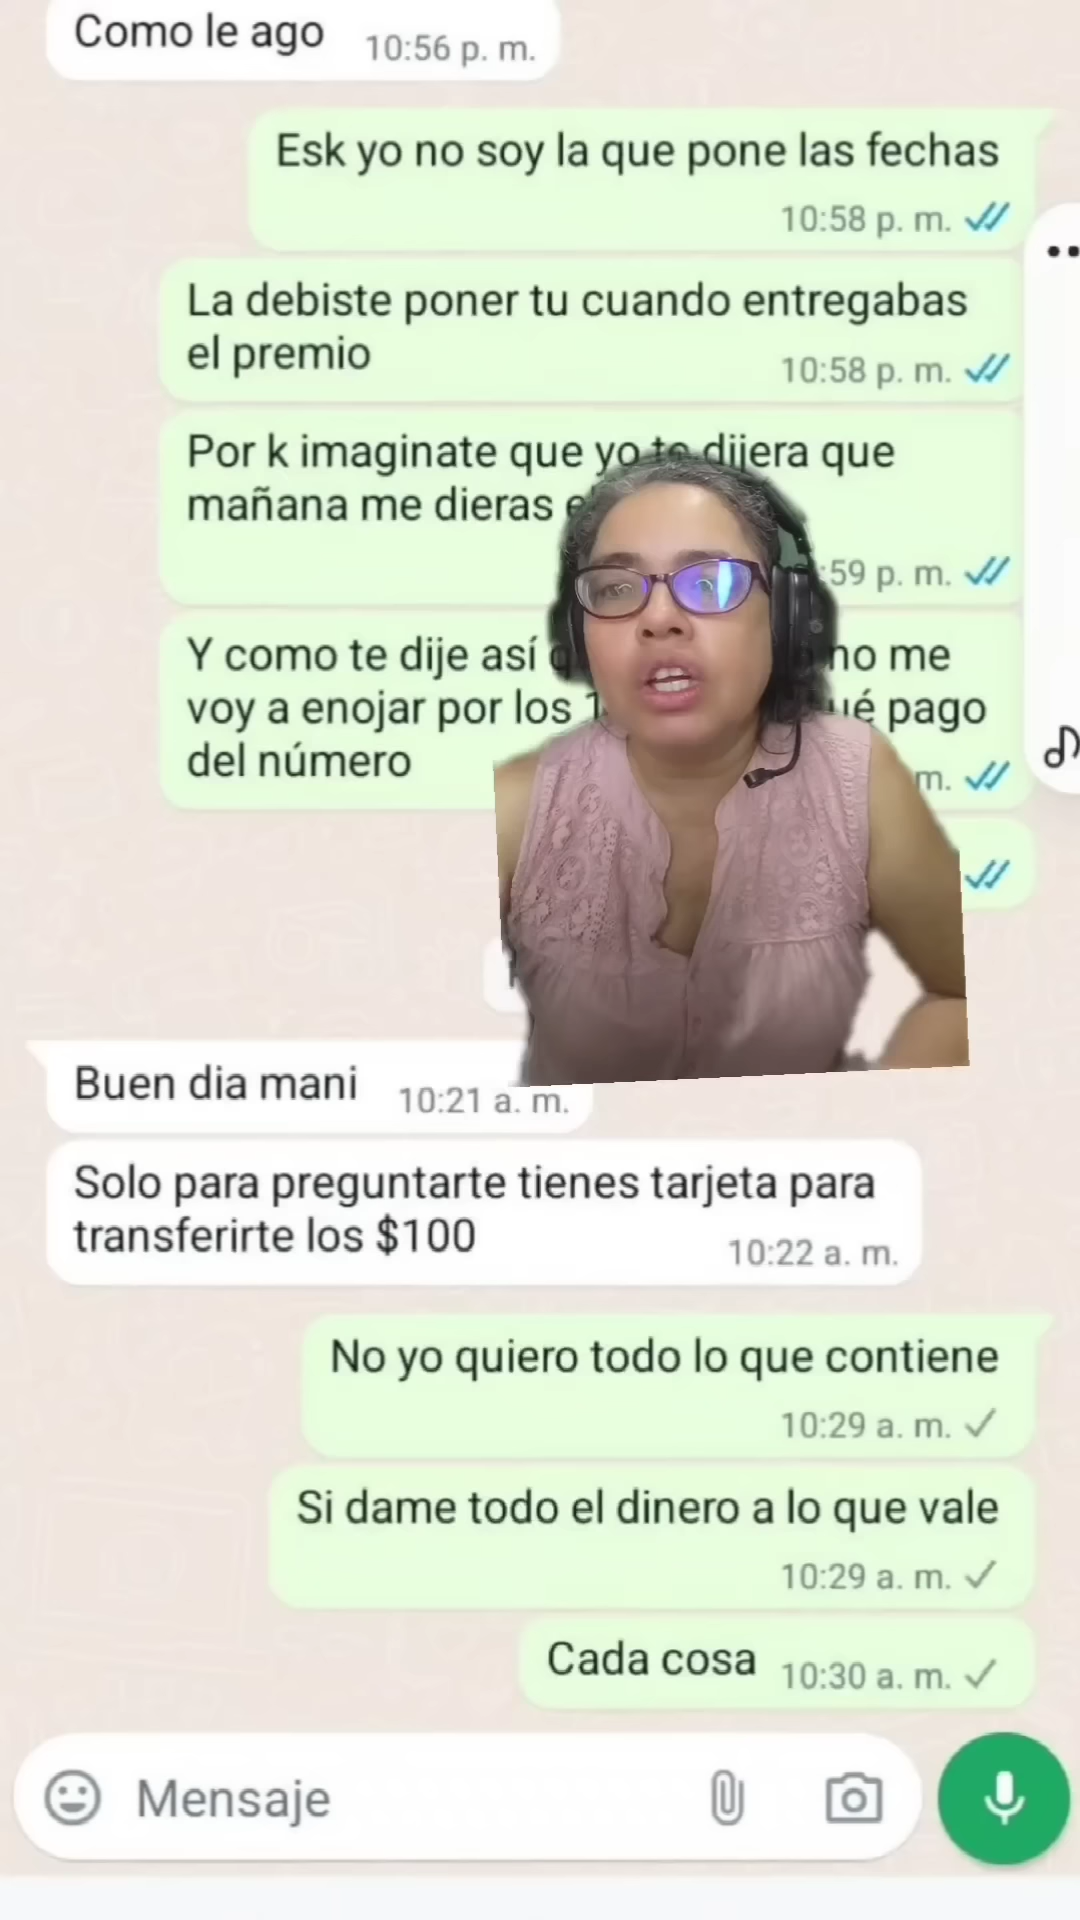 Como le ago 10:56 p. m.
Esk yo no soy la que pone las fechas
10:58 p. m.
La debiste poner tu cuando entregabas
el premio 10:58 p. m.
Por k imaginate que yo te dijera que
mañana me dieras
:59 p. m.
Y como te dije así no me
voy a enojar por los pago
del número
m.
Buen dia mani 10:21 a. m.
Solo para preguntarte tienes tarjeta para
transferirte los $100 10:22 a. m.
No yo quiero todo lo que contiene
10:29 a. m.
Si dame todo el dinero a lo que vale
10:29 a. m.
Cada cosa 10:30 a. m.
Mensaje